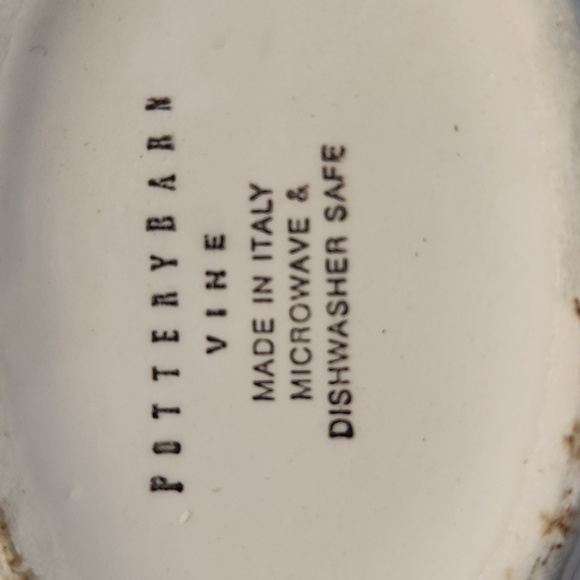 POTTERYBARN
VINE
MADE IN ITALY
MICROWAVE &
DISHWASHER SAFE